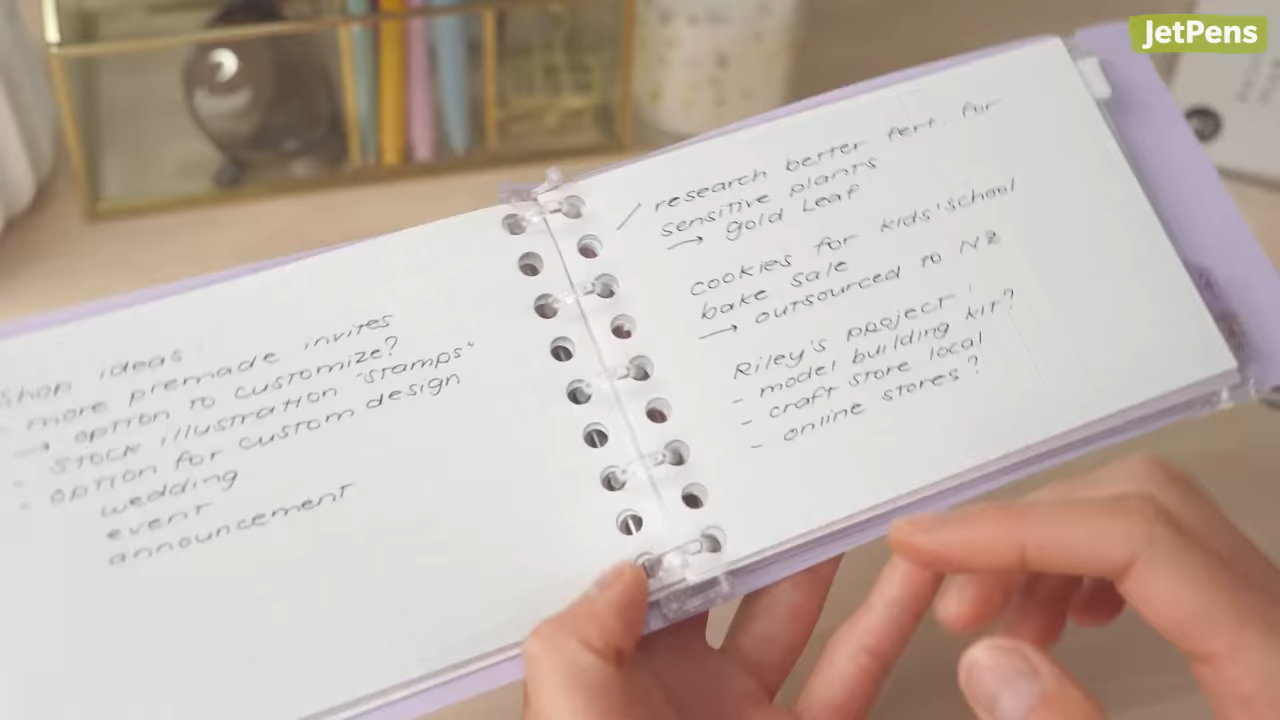 JetPens
shop ideas
more premade invites
→ option to customize?
- stock illustration "stamps"
- option for custom design
wedding
event
announcement
/ research better fert. for
sensitive plants
→ gold leaf
cookies for kids' school
bake sale
→ outsourced to NZ
Riley's project!
- model building kit?
- craft store local
- online stores?